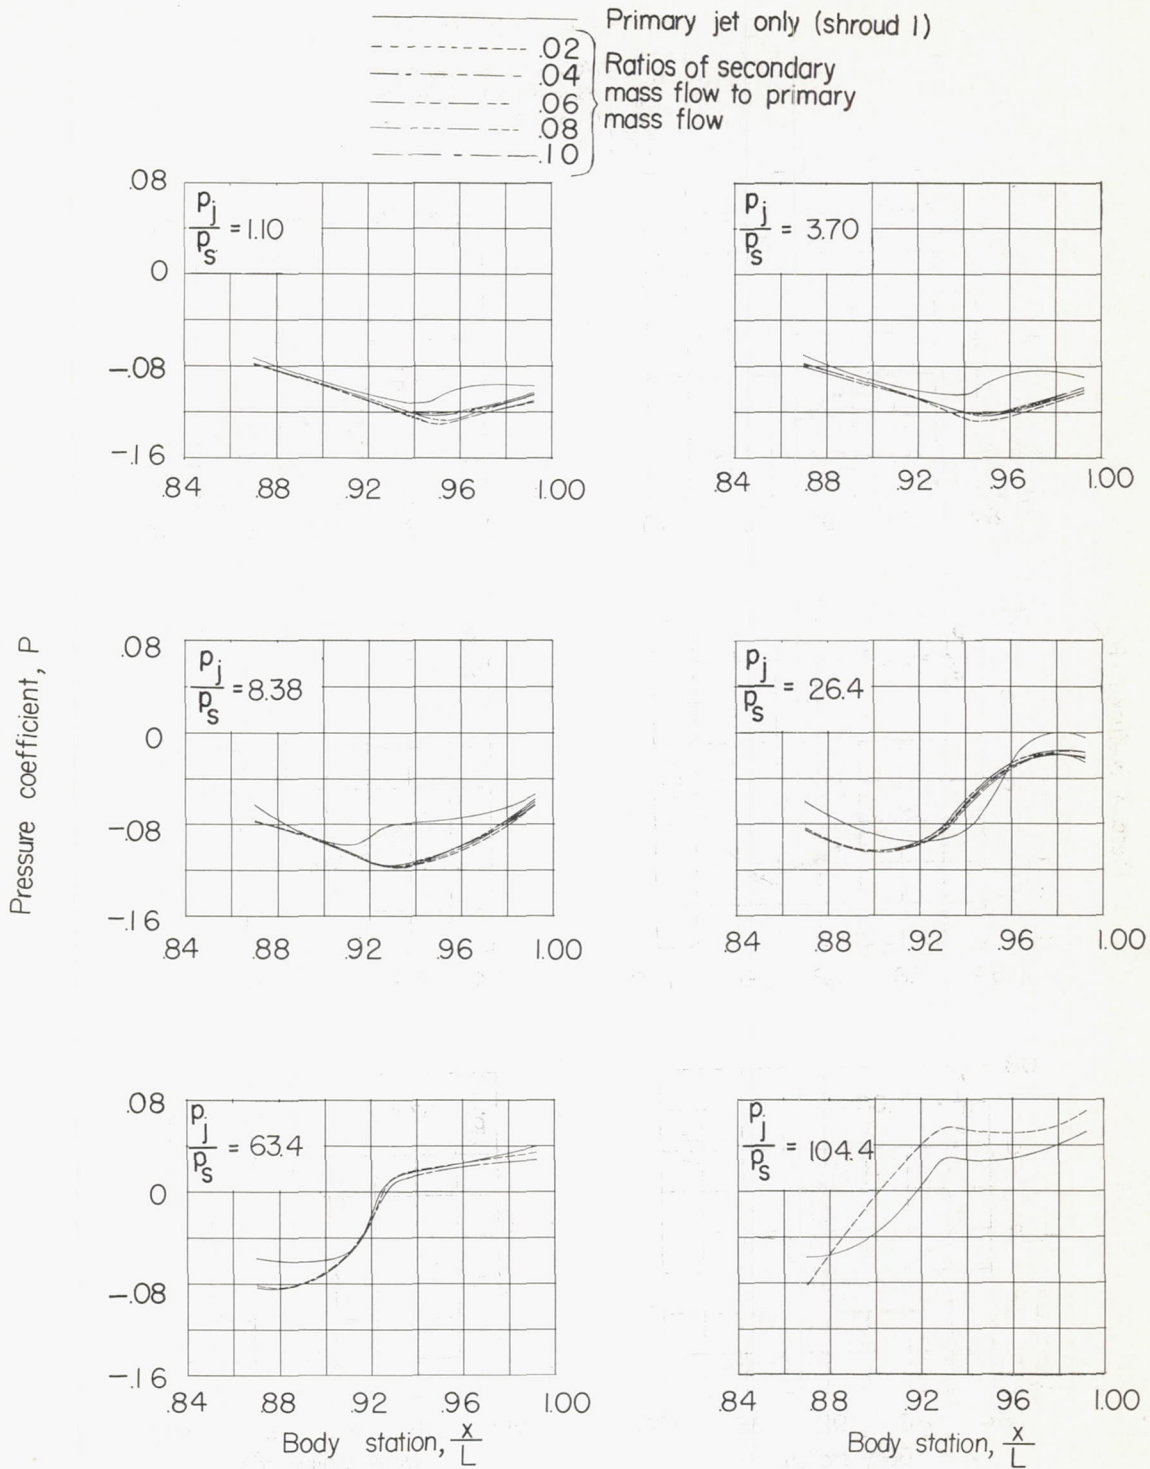 Primary jet only (shroud 1)
.02
.04
.06
.08
.10
Ratios of secondary
mass flow to primary
mass flow
.08
0
-.08
-.16
pj/ps = 1.10
.84 .88 .92 .96 1.00
pj/ps = 3.70
.84 .88 .92 .96 1.00
Pressure coefficient, P
.08
0
-.08
-.16
pj/ps = 8.38
.84 .88 .92 .96 1.00
pj/ps = 26.4
.84 .88 .92 .96 1.00
.08
0
-.08
-.16
pj/ps = 63.4
.84 .88 .92 .96 1.00
Body station, x/L
pj/ps = 104.4
.84 .88 .92 .96 1.00
Body station, x/L